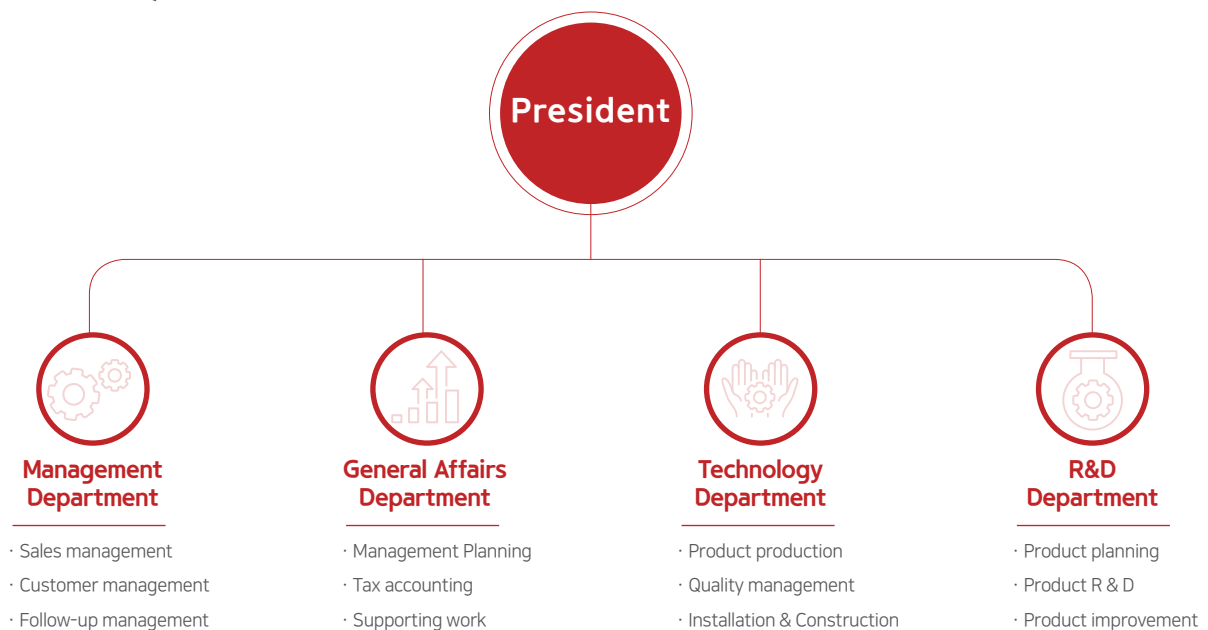 President
Management
Department
· Sales management
· Customer management
· Follow-up management
General Affairs
Department
· Management Planning
· Tax accounting
· Supporting work
Technology
Department
· Product production
· Quality management
· Installation & Construction
R&D
Department
· Product planning
· Product R & D
· Product improvement